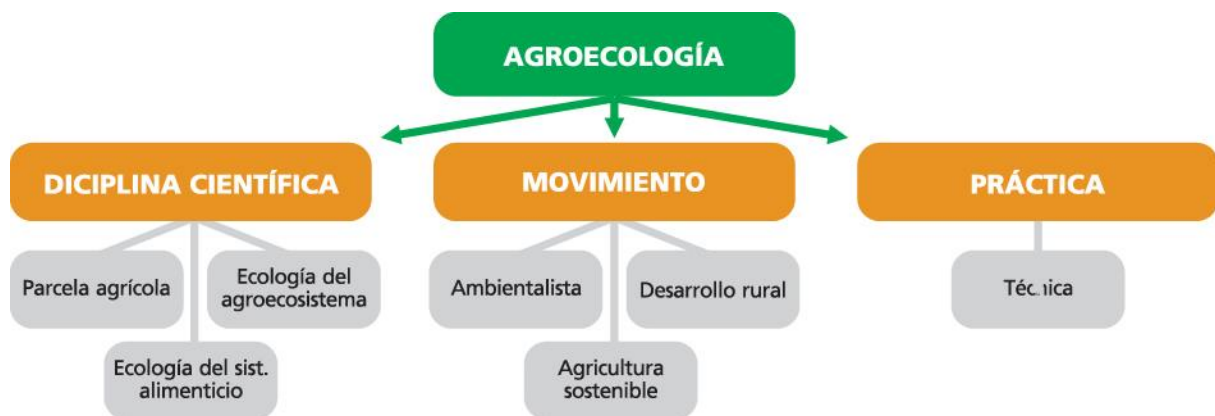 AGROECOLOGÍA
DICIPLINA CIENTÍFICA
MOVIMIENTO
PRÁCTICA
Parcela agrícola
Ecología del
agroecosistema
Ecología del sist.
alimenticio
Ambientalista
Desarrollo rural
Agricultura
sostenible
Técnica